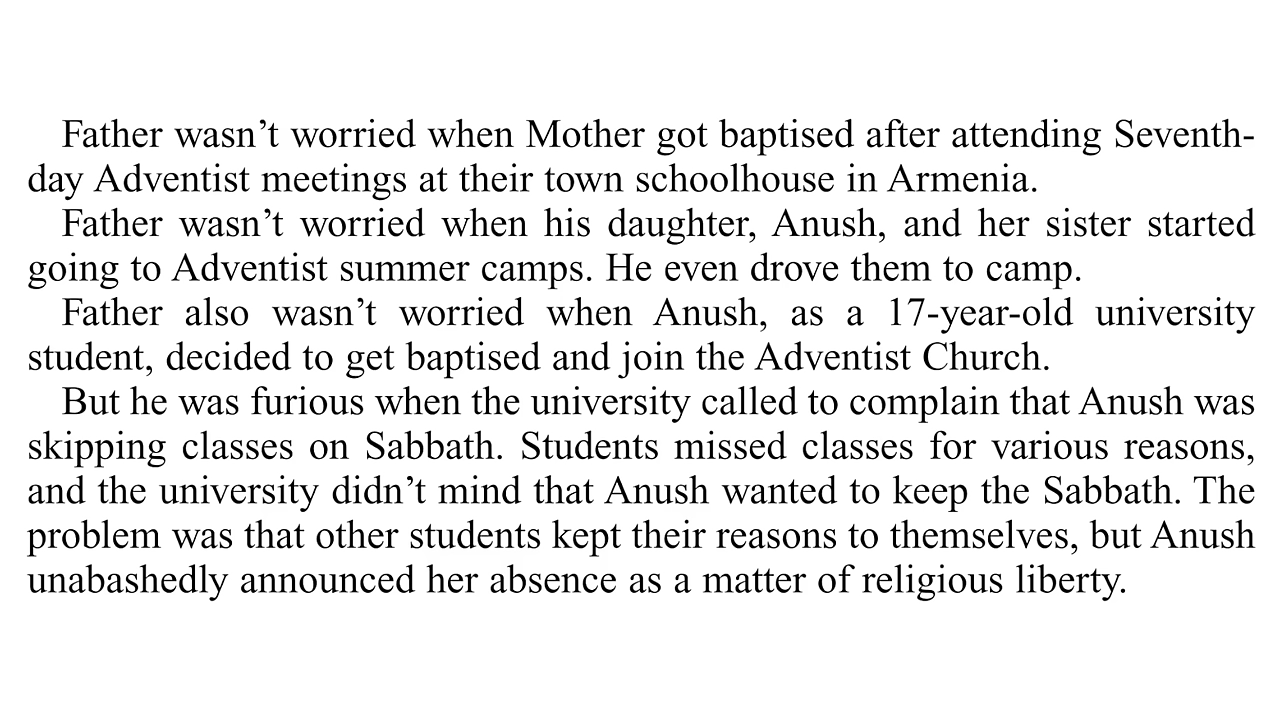 Father wasn’t worried when Mother got baptised after attending Seventh-
day Adventist meetings at their town schoolhouse in Armenia.
Father wasn’t worried when his daughter, Anush, and her sister started
going to Adventist summer camps. He even drove them to camp.
Father also wasn’t worried when Anush, as a 17-year-old university
student, decided to get baptised and join the Adventist Church.
But he was furious when the university called to complain that Anush was
skipping classes on Sabbath. Students missed classes for various reasons,
and the university didn’t mind that Anush wanted to keep the Sabbath. The
problem was that other students kept their reasons to themselves, but Anush
unabashedly announced her absence as a matter of religious liberty.